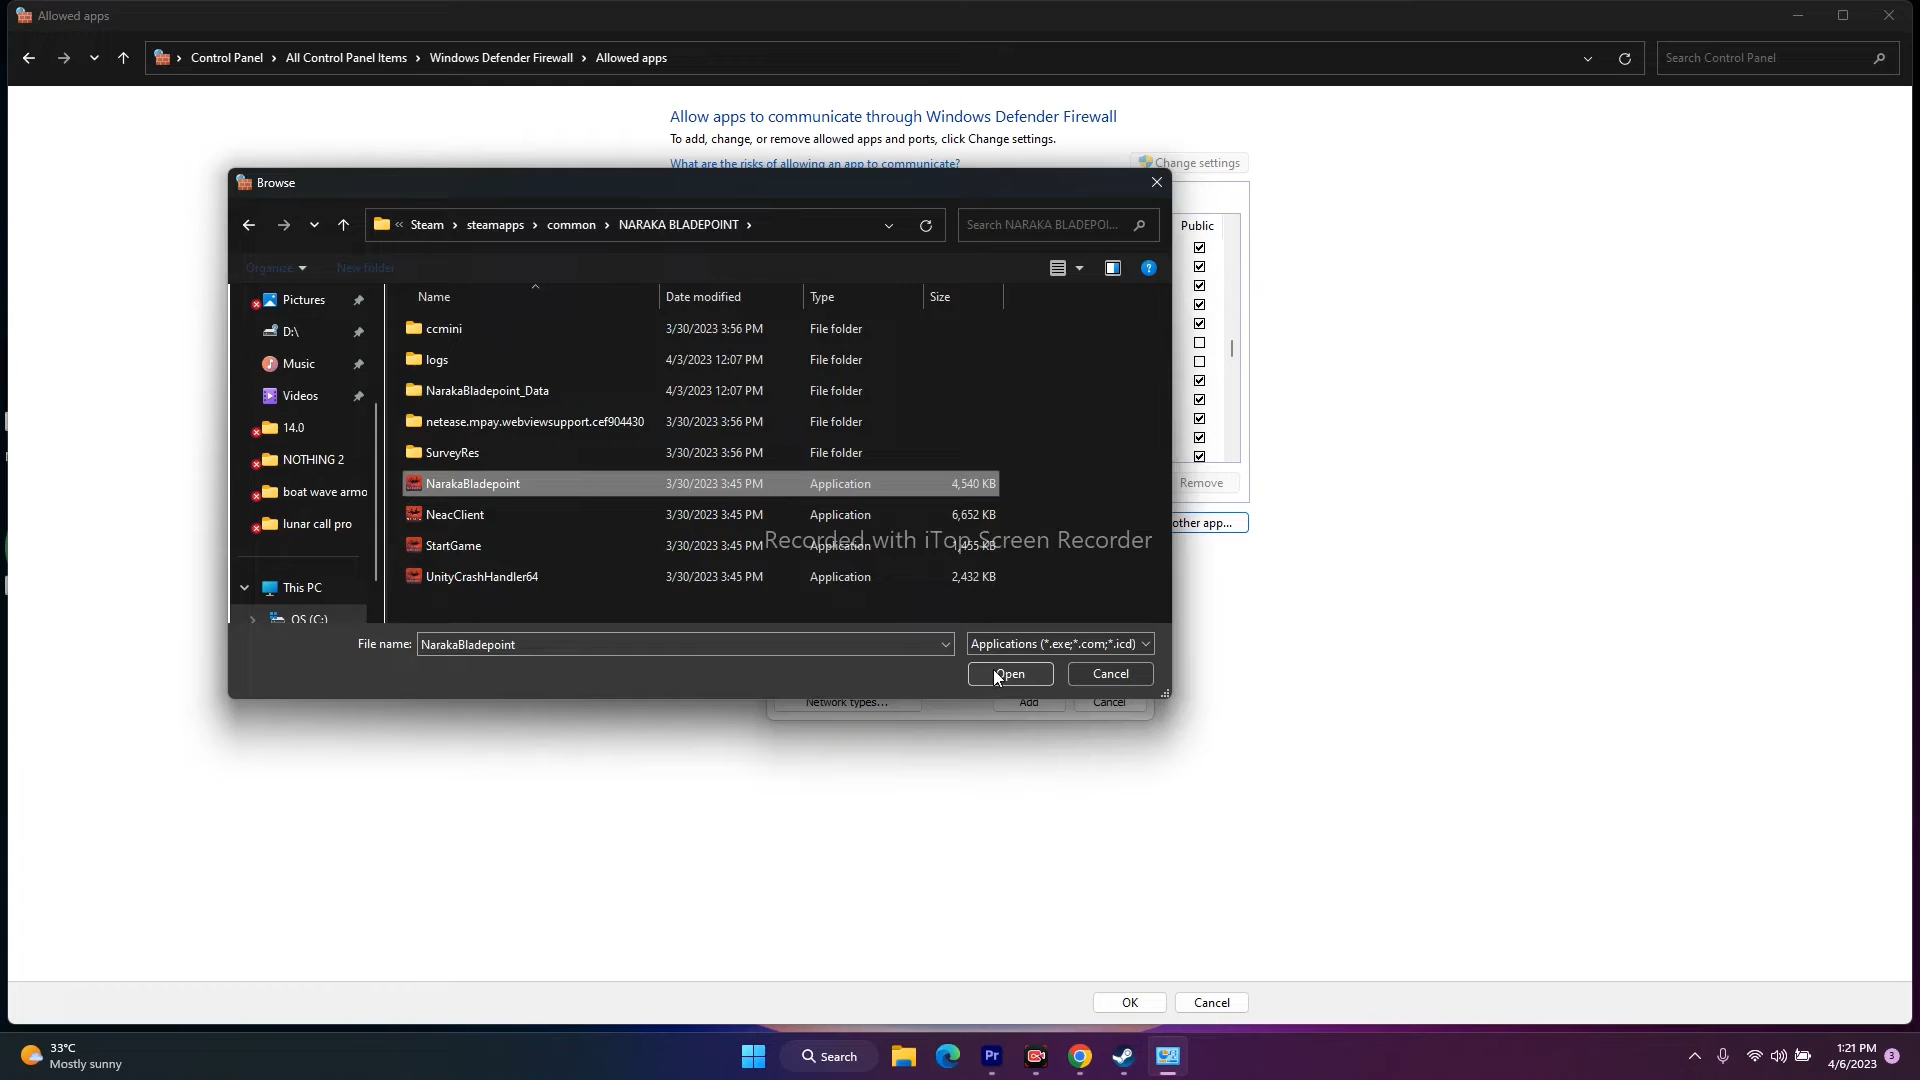 Allowed apps
Control Panel > All Control Panel Items > Windows Defender Firewall > Allowed apps
Search Control Panel
Allow apps to communicate through Windows Defender Firewall
To add, change, or remove allowed apps and ports, click Change settings.
What are the risks of allowing an app to communicate?
Change settings
Browse
« Steam > steamapps > common > NARAKA BLADEPOINT >
Search NARAKA BLADEPOI...
Public
Organize
New folder
Name Date modified Type Size
Pictures
D:\
Music
Videos
14.0
NOTHING 2
boat wave armo
lunar call pro
This PC
OS (C:)
ccmini 3/30/2023 3:56 PM File folder
logs 4/3/2023 12:07 PM File folder
NarakaBladepoint_Data 4/3/2023 12:07 PM File folder
netease.mpay.webviewsupport.cef904430 3/30/2023 3:56 PM File folder
SurveyRes 3/30/2023 3:56 PM File folder
NarakaBladepoint 3/30/2023 3:45 PM Application 4,540 KB
NeacClient 3/30/2023 3:45 PM Application 6,652 KB
StartGame 3/30/2023 3:45 PM Application 1,455 KB
UnityCrashHandler64 3/30/2023 3:45 PM Application 2,432 KB
Recorded with iTop Screen Recorder
Remove
other app...
File name: NarakaBladepoint
Applications (*.exe;*.com;*.icd)
Open
Cancel
Network types...
Add
Cancel
OK
Cancel
33°C
Mostly sunny
Search
Pr
1:21 PM
4/6/2023
3